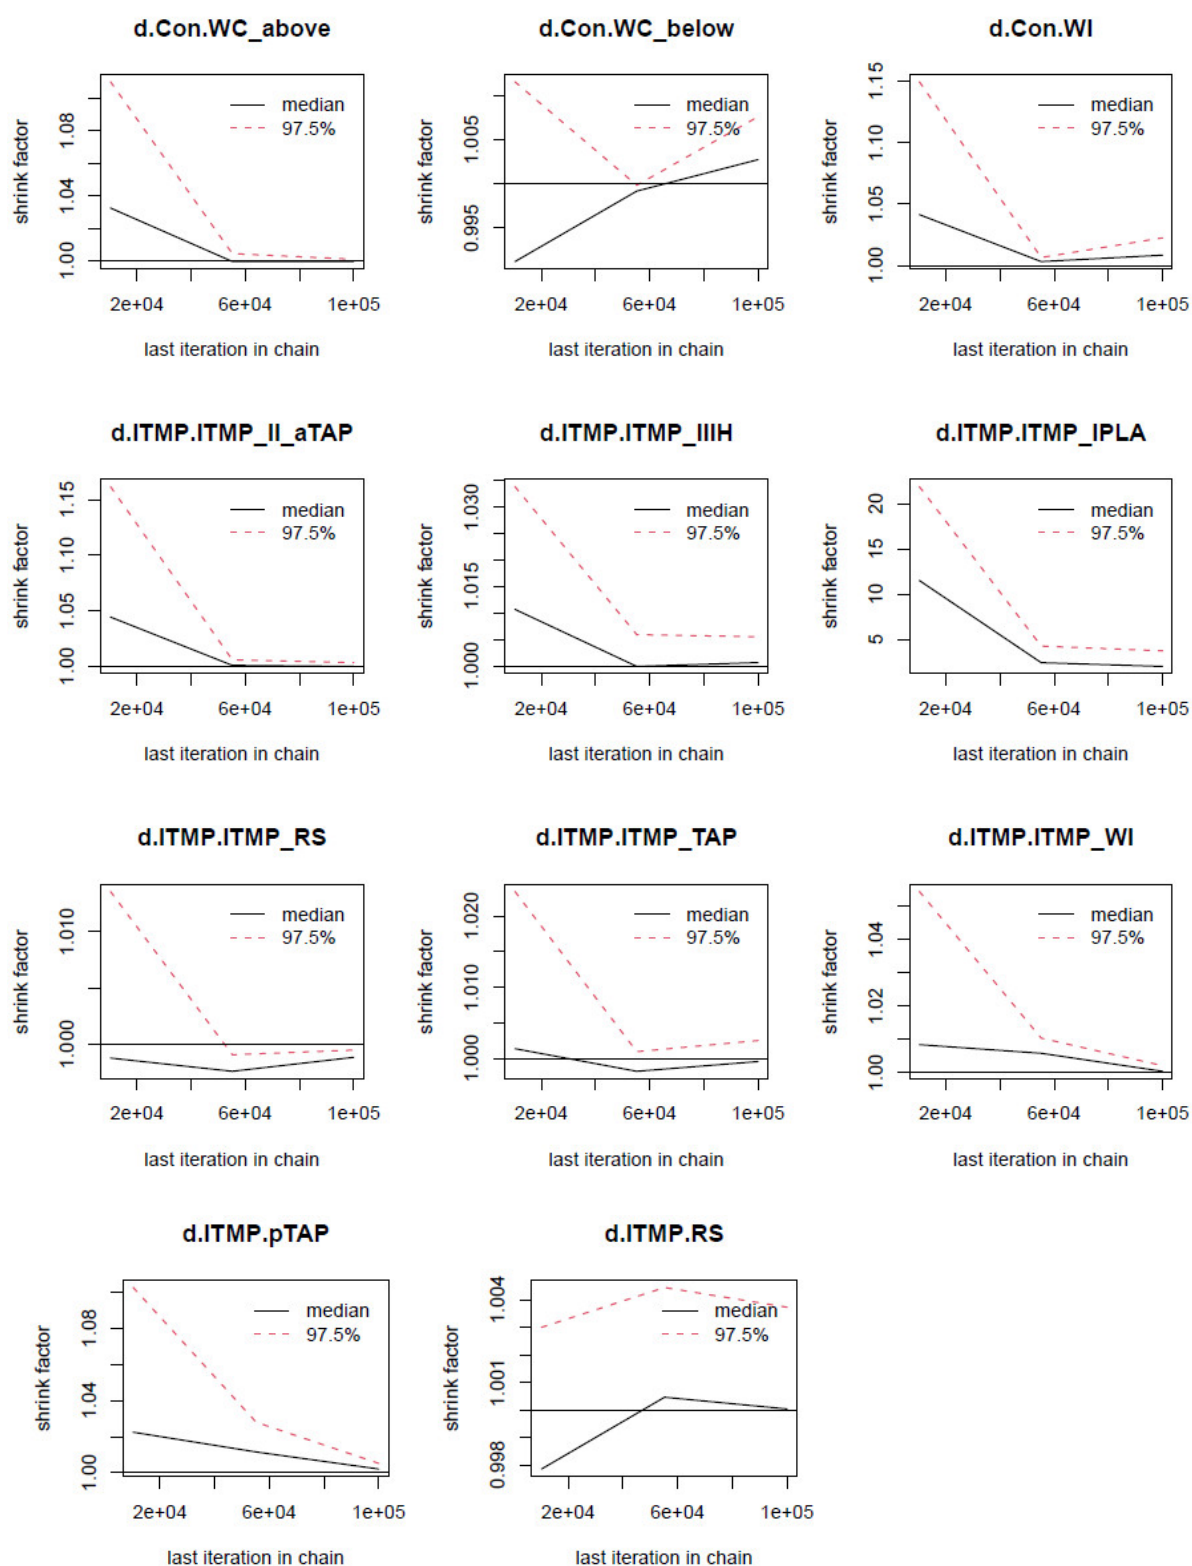 d.Con.WC_above
shrink factor
1.00 1.04 1.08
median
97.5%
2e+04 6e+04 1e+05
last iteration in chain
d.Con.WC_below
shrink factor
0.995 1.005
median
97.5%
2e+04 6e+04 1e+05
last iteration in chain
d.Con.WI
shrink factor
1.00 1.05 1.10 1.15
median
97.5%
2e+04 6e+04 1e+05
last iteration in chain
d.ITMP.ITMP_II_aTAP
shrink factor
1.00 1.05 1.10 1.15
median
97.5%
2e+04 6e+04 1e+05
last iteration in chain
d.ITMP.ITMP_IIIH
shrink factor
1.000 1.015 1.030
median
97.5%
2e+04 6e+04 1e+05
last iteration in chain
d.ITMP.ITMP_IPLA
shrink factor
5 10 15 20
median
97.5%
2e+04 6e+04 1e+05
last iteration in chain
d.ITMP.ITMP_RS
shrink factor
1.000 1.010
median
97.5%
2e+04 6e+04 1e+05
last iteration in chain
d.ITMP.ITMP_TAP
shrink factor
1.000 1.010 1.020
median
97.5%
2e+04 6e+04 1e+05
last iteration in chain
d.ITMP.ITMP_WI
shrink factor
1.00 1.02 1.04
median
97.5%
2e+04 6e+04 1e+05
last iteration in chain
d.ITMP.pTAP
shrink factor
1.00 1.04 1.08
median
97.5%
2e+04 6e+04 1e+05
last iteration in chain
d.ITMP.RS
shrink factor
0.998 1.001 1.004
median
97.5%
2e+04 6e+04 1e+05
last iteration in chain